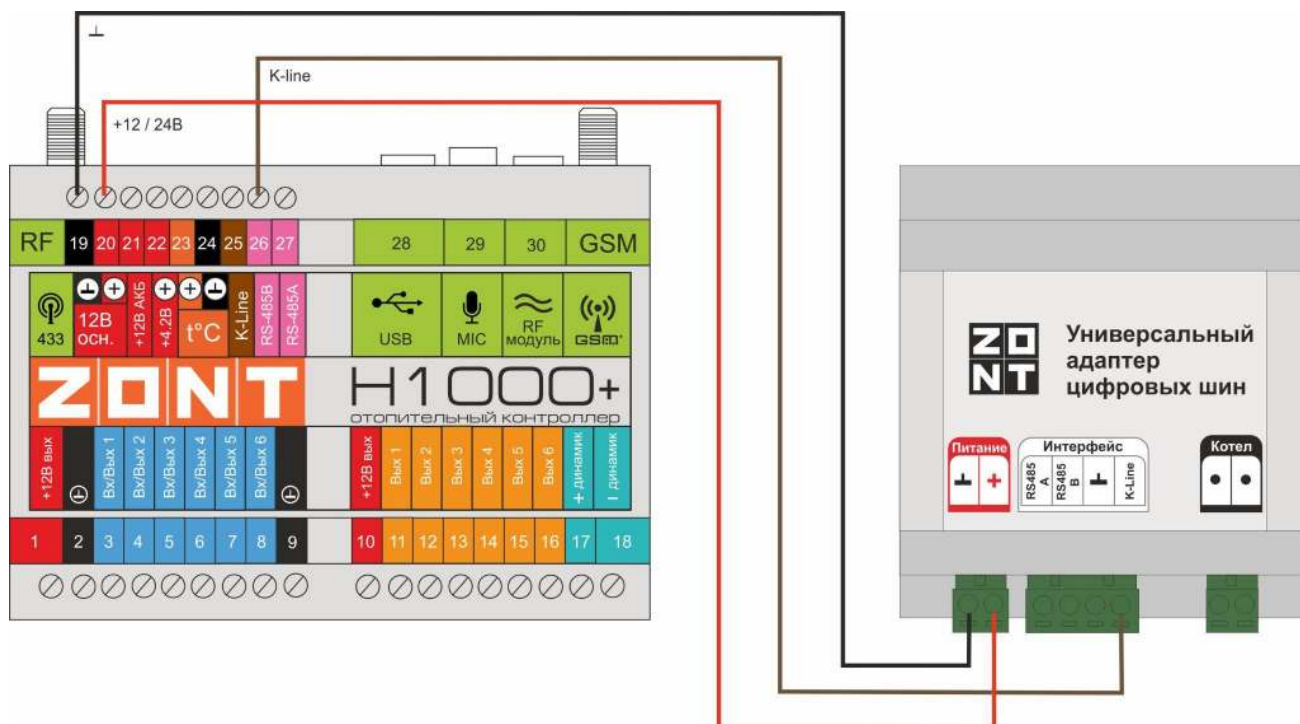 K-line
+12 / 24В
RF 19 20 21 22 23 24 25 26 27 28 29 30 GSM
433
12В осн.
+12В АКБ
+4.2В
t°C
K-Line
RS-485B
RS-485A
USB
MIC
RF модуль
GSM
ZONT
H1000+
отопительный контроллер
+12В вых
Вх/Вых 1
Вх/Вых 2
Вх/Вых 3
Вх/Вых 4
Вх/Вых 5
Вх/Вых 6
+12В вых
Вых 1
Вых 2
Вых 3
Вых 4
Вых 5
Вых 6
+ динамик
– динамик
1 2 3 4 5 6 7 8 9 10 11 12 13 14 15 16 17 18
ZONT
Универсальный
адаптер
цифровых шин
Питание
Интерфейс
Котел
RS485 A
RS485 B
K-Line